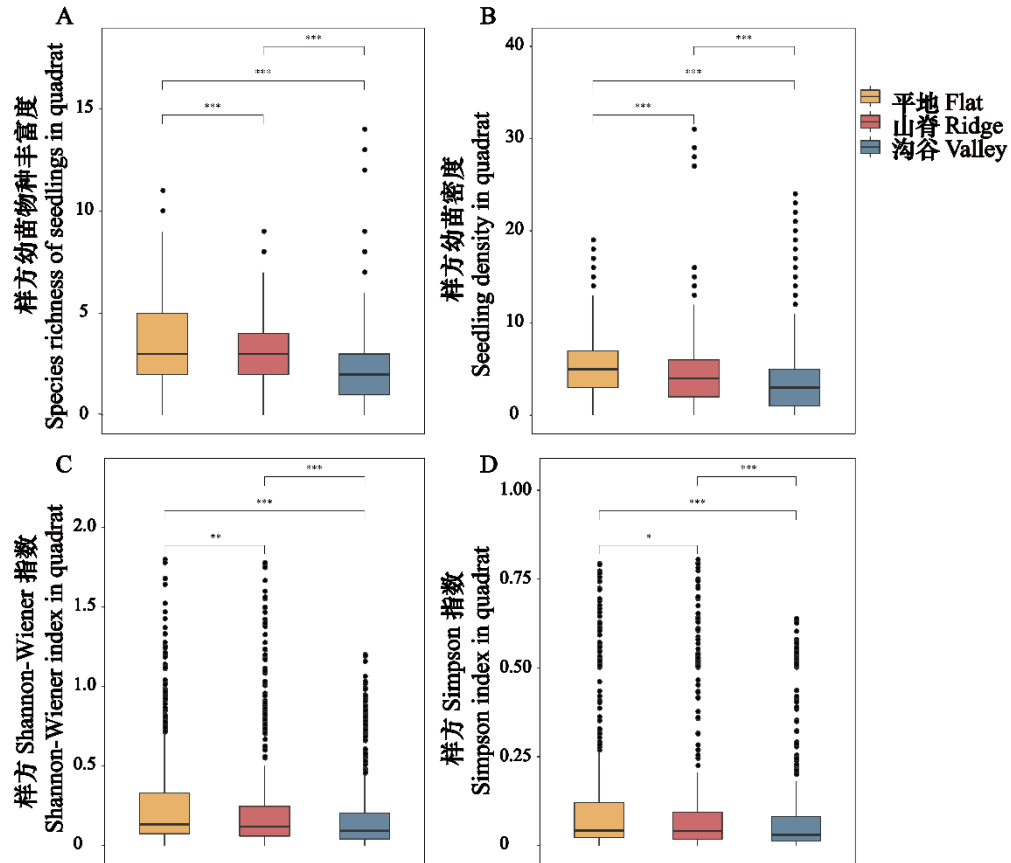 A
样方幼苗物种丰富度
Species richness of seedlings in quadrat
15
10
5
0
***
***
***
B
样方幼苗密度
Seedling density in quadrat
40
30
20
10
0
***
***
***
平地 Flat
山脊 Ridge
沟谷 Valley
C
样方 Shannon-Wiener 指数
Shannon-Wiener index in quadrat
2.0
1.5
1.0
0.5
0
***
***
**
D
样方 Simpson 指数
Simpson index in quadrat
1.00
0.75
0.50
0.25
0
***
***
*